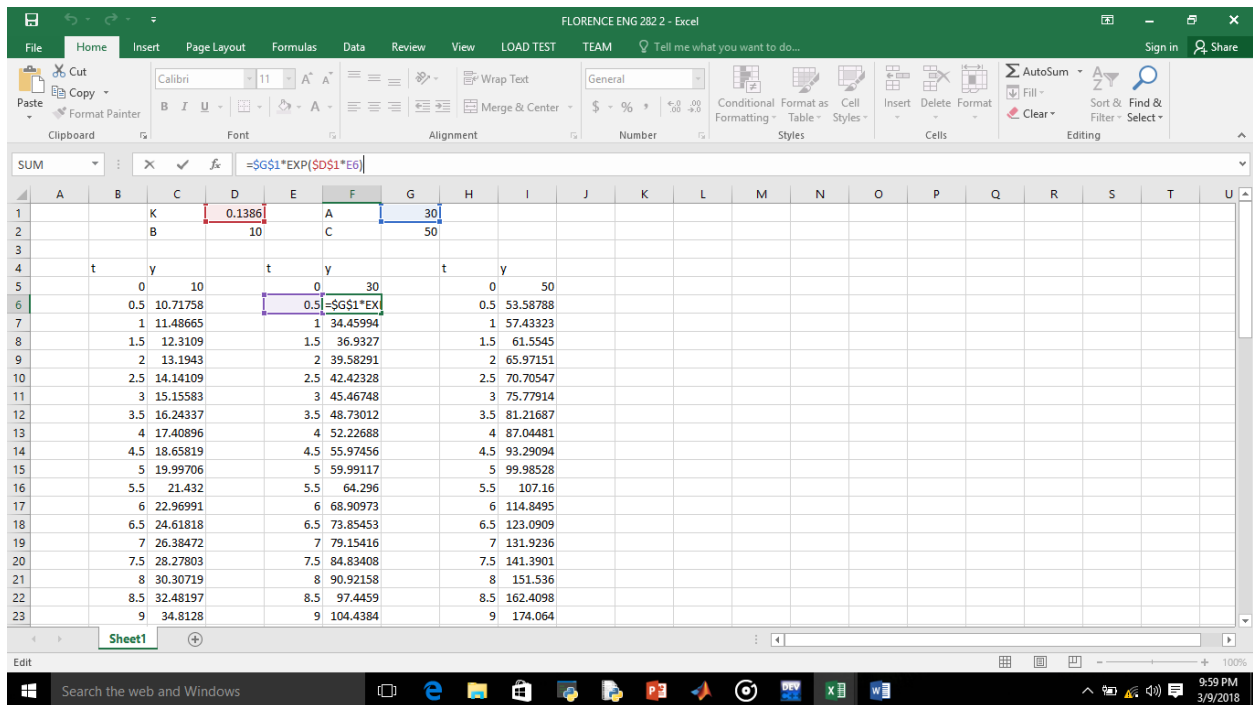 FLORENCE ENG 282 2 - Excel
File Home Insert Page Layout Formulas Data Review View LOAD TEST TEAM Tell me what you want to do... Sign in Share
Cut
Copy
Format Painter
Paste
Calibri 11 A A
B I U A
Wrap Text
Merge & Center
General
$ % , .0 .00 .00 .0
Conditional Formatting
Format as Table
Cell Styles
Insert Delete Format
AutoSum
Fill
Clear
Sort & Filter
Find & Select
Clipboard Font Alignment Number Styles Cells Editing
SUM fx =$G$1*EXP($D$1*E6)
A B C D E F G H I J K L M N O P Q R S T U
1 K 0.1386 A 30
2 B 10 C 50
3
4 t y t y t y
5 0 10 0 30 0 50
6 0.5 10.71758 0.5 =$G$1*EX 0.5 53.58788
7 1 11.48665 1 34.45994 1 57.43323
8 1.5 12.3109 1.5 36.9327 1.5 61.5545
9 2 13.1943 2 39.58291 2 65.97151
10 2.5 14.14109 2.5 42.42328 2.5 70.70547
11 3 15.15583 3 45.46748 3 75.77914
12 3.5 16.24337 3.5 48.73012 3.5 81.21687
13 4 17.40896 4 52.22688 4 87.04481
14 4.5 18.65819 4.5 55.97456 4.5 93.29094
15 5 19.99706 5 59.99117 5 99.98528
16 5.5 21.432 5.5 64.296 5.5 107.16
17 6 22.96991 6 68.90973 6 114.8495
18 6.5 24.61818 6.5 73.85453 6.5 123.0909
19 7 26.38472 7 79.15416 7 131.9236
20 7.5 28.27803 7.5 84.83408 7.5 141.3901
21 8 30.30719 8 90.92158 8 151.536
22 8.5 32.48197 8.5 97.4459 8.5 162.4098
23 9 34.8128 9 104.4384 9 174.064
Sheet1
Edit 100%
Search the web and Windows
DEV
9:59 PM
3/9/2018